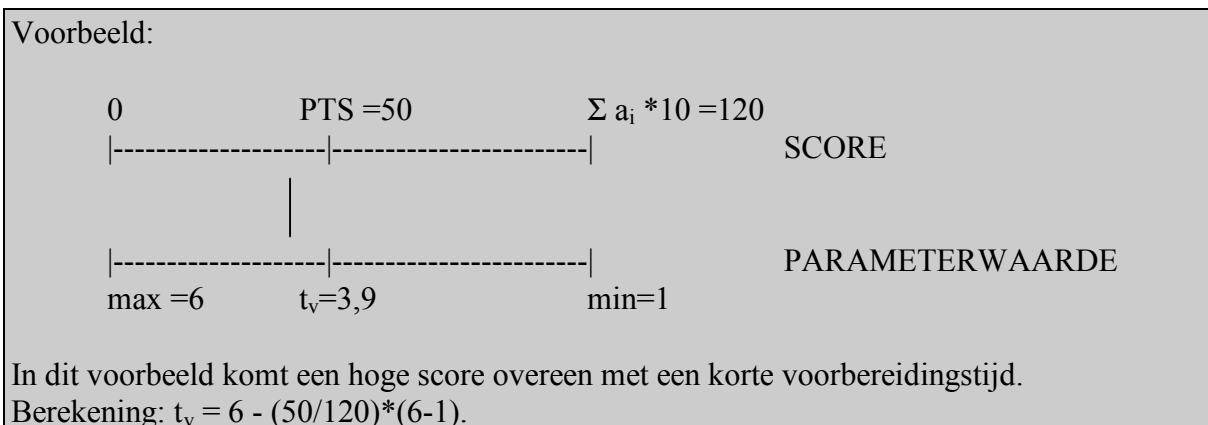 Voorbeeld:
0 PTS =50 Σ aᵢ *10 =120
|--------------------|------------------------| SCORE
|--------------------|------------------------| PARAMETERWAARDE
max =6 tᵥ=3,9 min=1
In dit voorbeeld komt een hoge score overeen met een korte voorbereidingstijd.
Berekening: tᵥ = 6 - (50/120)*(6-1).